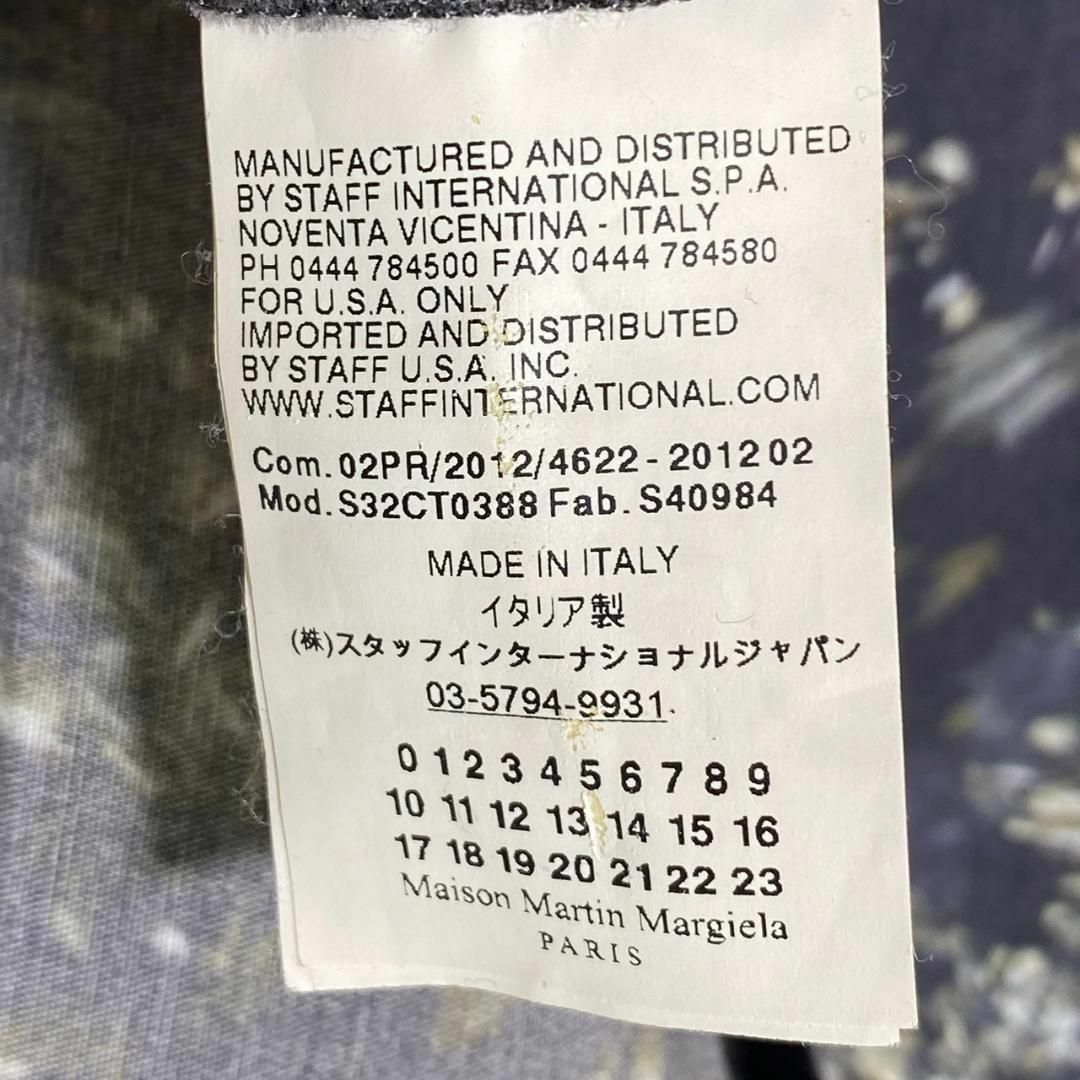 MANUFACTURED AND DISTRIBUTED
BY STAFF INTERNATIONAL S.P.A.
NOVENTA VICENTINA - ITALY
PH 0444 784500 FAX 0444 784580
FOR U.S.A. ONLY
IMPORTED AND DISTRIBUTED
BY STAFF U.S.A. INC.
WWW.STAFFINTERNATIONAL.COM
Com. 02PR/2012/4622 - 2012 02
Mod. S32CT0388 Fab. S40984
MADE IN ITALY
イタリア製
(株)スタッフインターナショナルジャパン
03-5794-9931
0 1 2 3 4 5 6 7 8 9
10 11 12 13 14 15 16
17 18 19 20 21 22 23
Maison Martin Margiela
PARIS